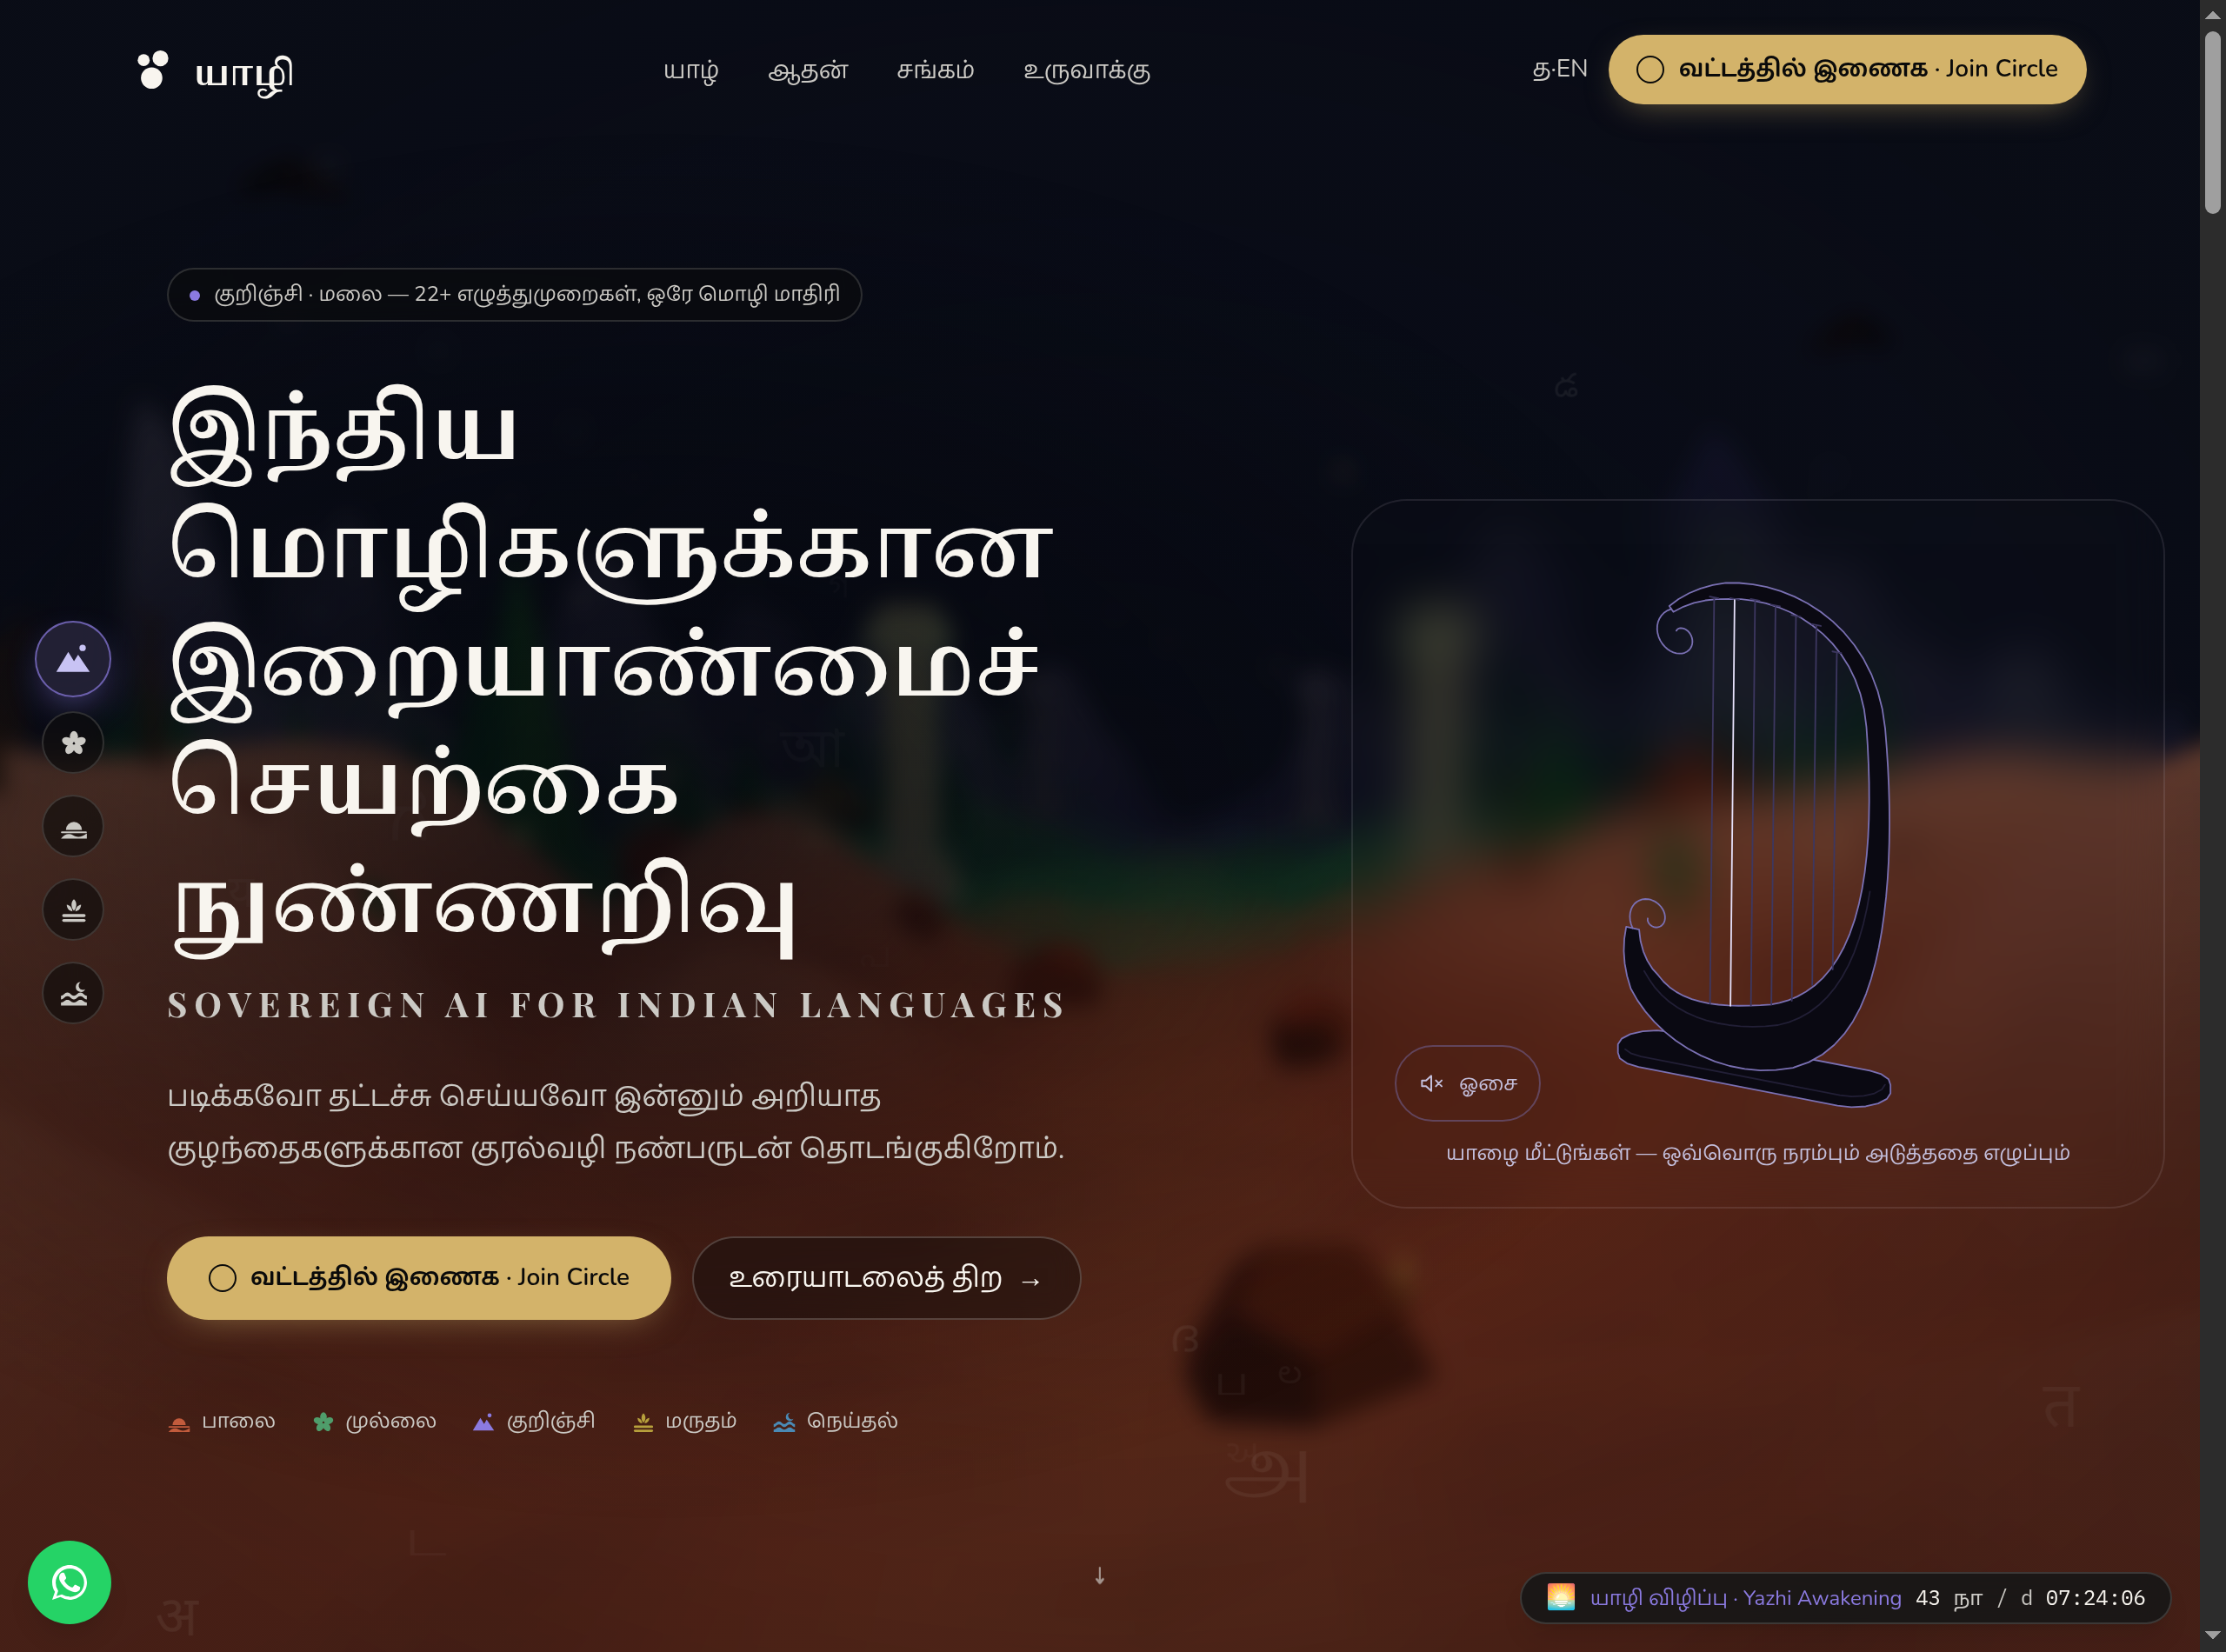 யாழி
யாழ் ஆதன் சங்கம் உருவாக்கு
த·EN
வட்டத்தில் இணைக · Join Circle
குறிஞ்சி · மலை — 22+ எழுத்துமுறைகள், ஒரே மொழி மாதிரி
இந்திய
மொழிகளுக்கான
இறையாண்மைச்
செயற்கை
நுண்ணறிவு
SOVEREIGN AI FOR INDIAN LANGUAGES
படிக்கவோ தட்டச்சு செய்யவோ இன்னும் அறியாத
குழந்தைகளுக்கான குரல்வழி நண்பருடன் தொடங்குகிறோம்.
வட்டத்தில் இணைக · Join Circle
உரையாடலைத் திற →
பாலை முல்லை குறிஞ்சி மருதம் நெய்தல்
ஓசை
யாழை மீட்டுங்கள் — ஒவ்வொரு நரம்பும் அடுத்ததை எழுப்பும்
আ
ப
த
அ
अ
↓
யாழி விழிப்பு · Yazhi Awakening 43 நா / d 07:24:06